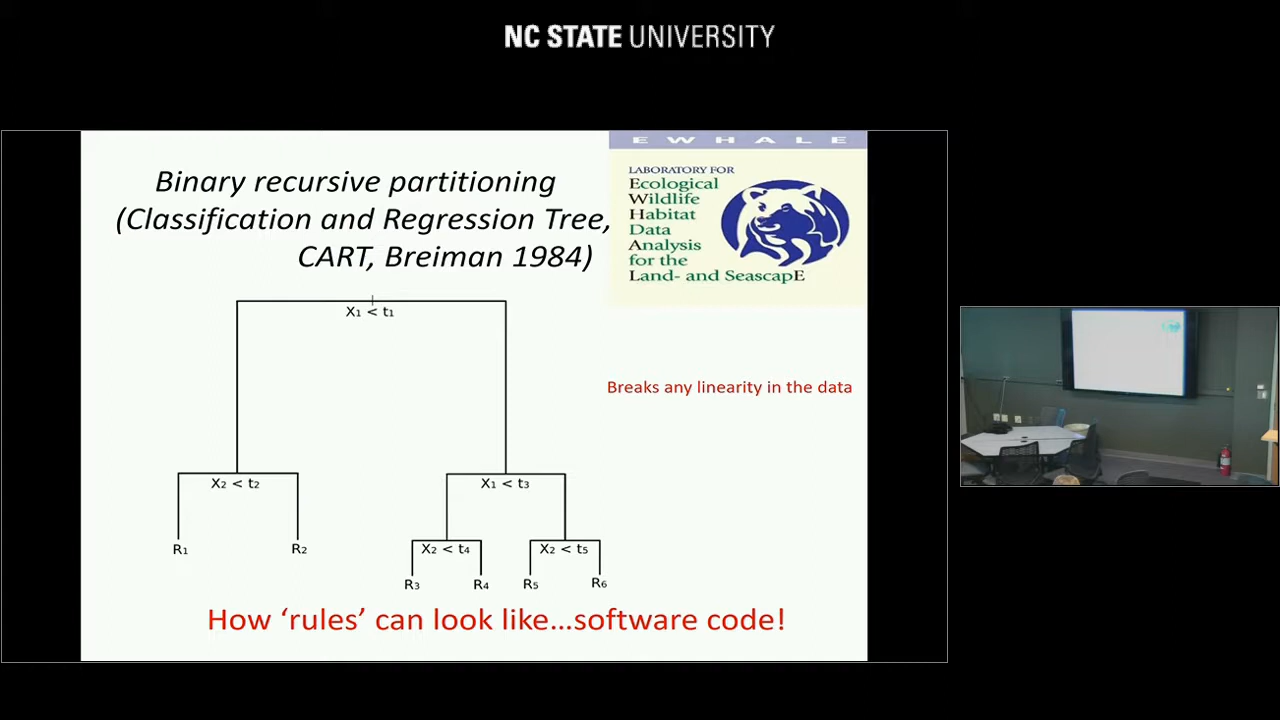 NC STATE UNIVERSITY
E W H A L E
Binary recursive partitioning
(Classification and Regression Tree,
CART, Breiman 1984)
LABORATORY FOR
Ecological
Wildlife
Habitat
Data
Analysis
for the
Land- and SeascapE
X₁ < t₁
Breaks any linearity in the data
X₂ < t₂
X₁ < t₃
R₁
R₂
X₂ < t₄
X₂ < t₅
R₃
R₄
R₅
R₆
How ‘rules’ can look like...software code!